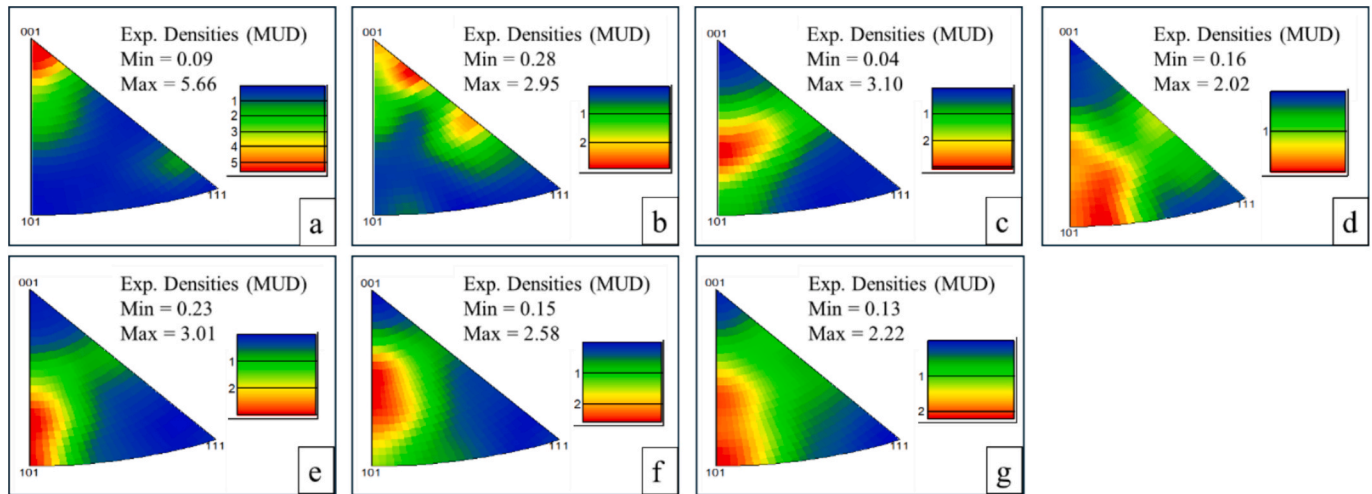 001
Exp. Densities (MUD)
Min = 0.09
Max = 5.66
1
2
3
4
5
111
101
a
001
Exp. Densities (MUD)
Min = 0.28
Max = 2.95
1
2
111
101
b
001
Exp. Densities (MUD)
Min = 0.04
Max = 3.10
1
2
111
101
c
001
Exp. Densities (MUD)
Min = 0.16
Max = 2.02
1
111
101
d
001
Exp. Densities (MUD)
Min = 0.23
Max = 3.01
1
2
111
101
e
001
Exp. Densities (MUD)
Min = 0.15
Max = 2.58
1
2
111
101
f
001
Exp. Densities (MUD)
Min = 0.13
Max = 2.22
1
2
111
101
g